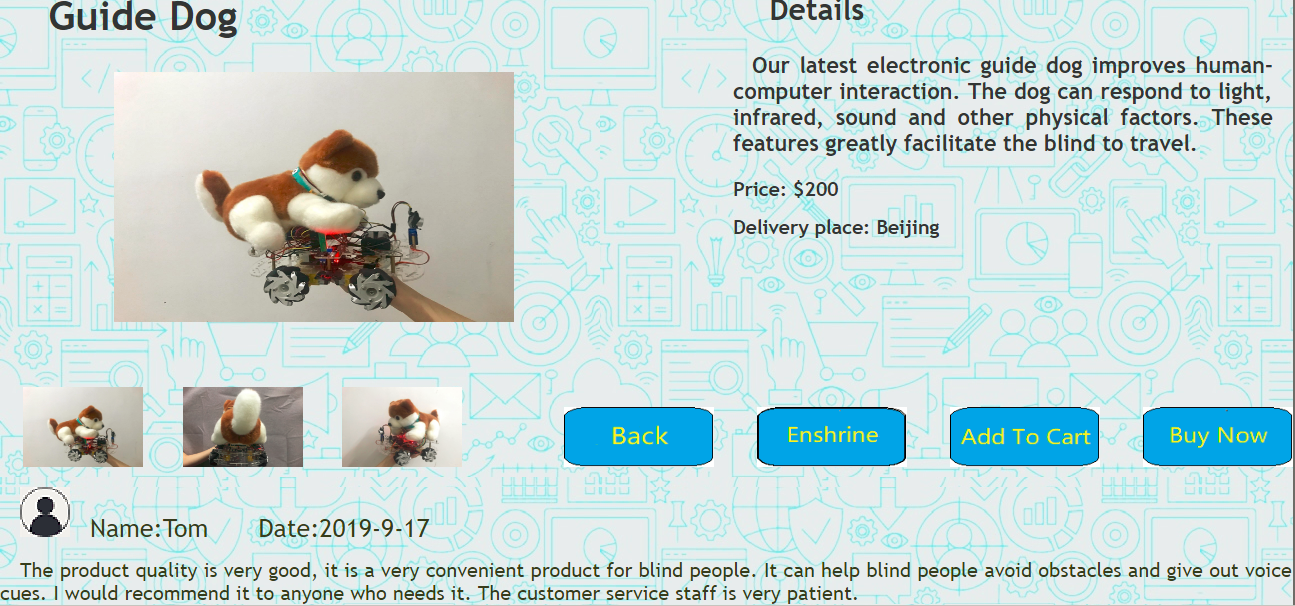 Guide Dog
Details
Our latest electronic guide dog improves human-
computer interaction. The dog can respond to light,
infrared, sound and other physical factors. These
features greatly facilitate the blind to travel.
Price: $200
Delivery place: Beijing
Back
Enshrine
Add To Cart
Buy Now
Name:Tom Date:2019-9-17
The product quality is very good, it is a very convenient product for blind people. It can help blind people avoid obstacles and give out voice
cues. I would recommend it to anyone who needs it. The customer service staff is very patient.